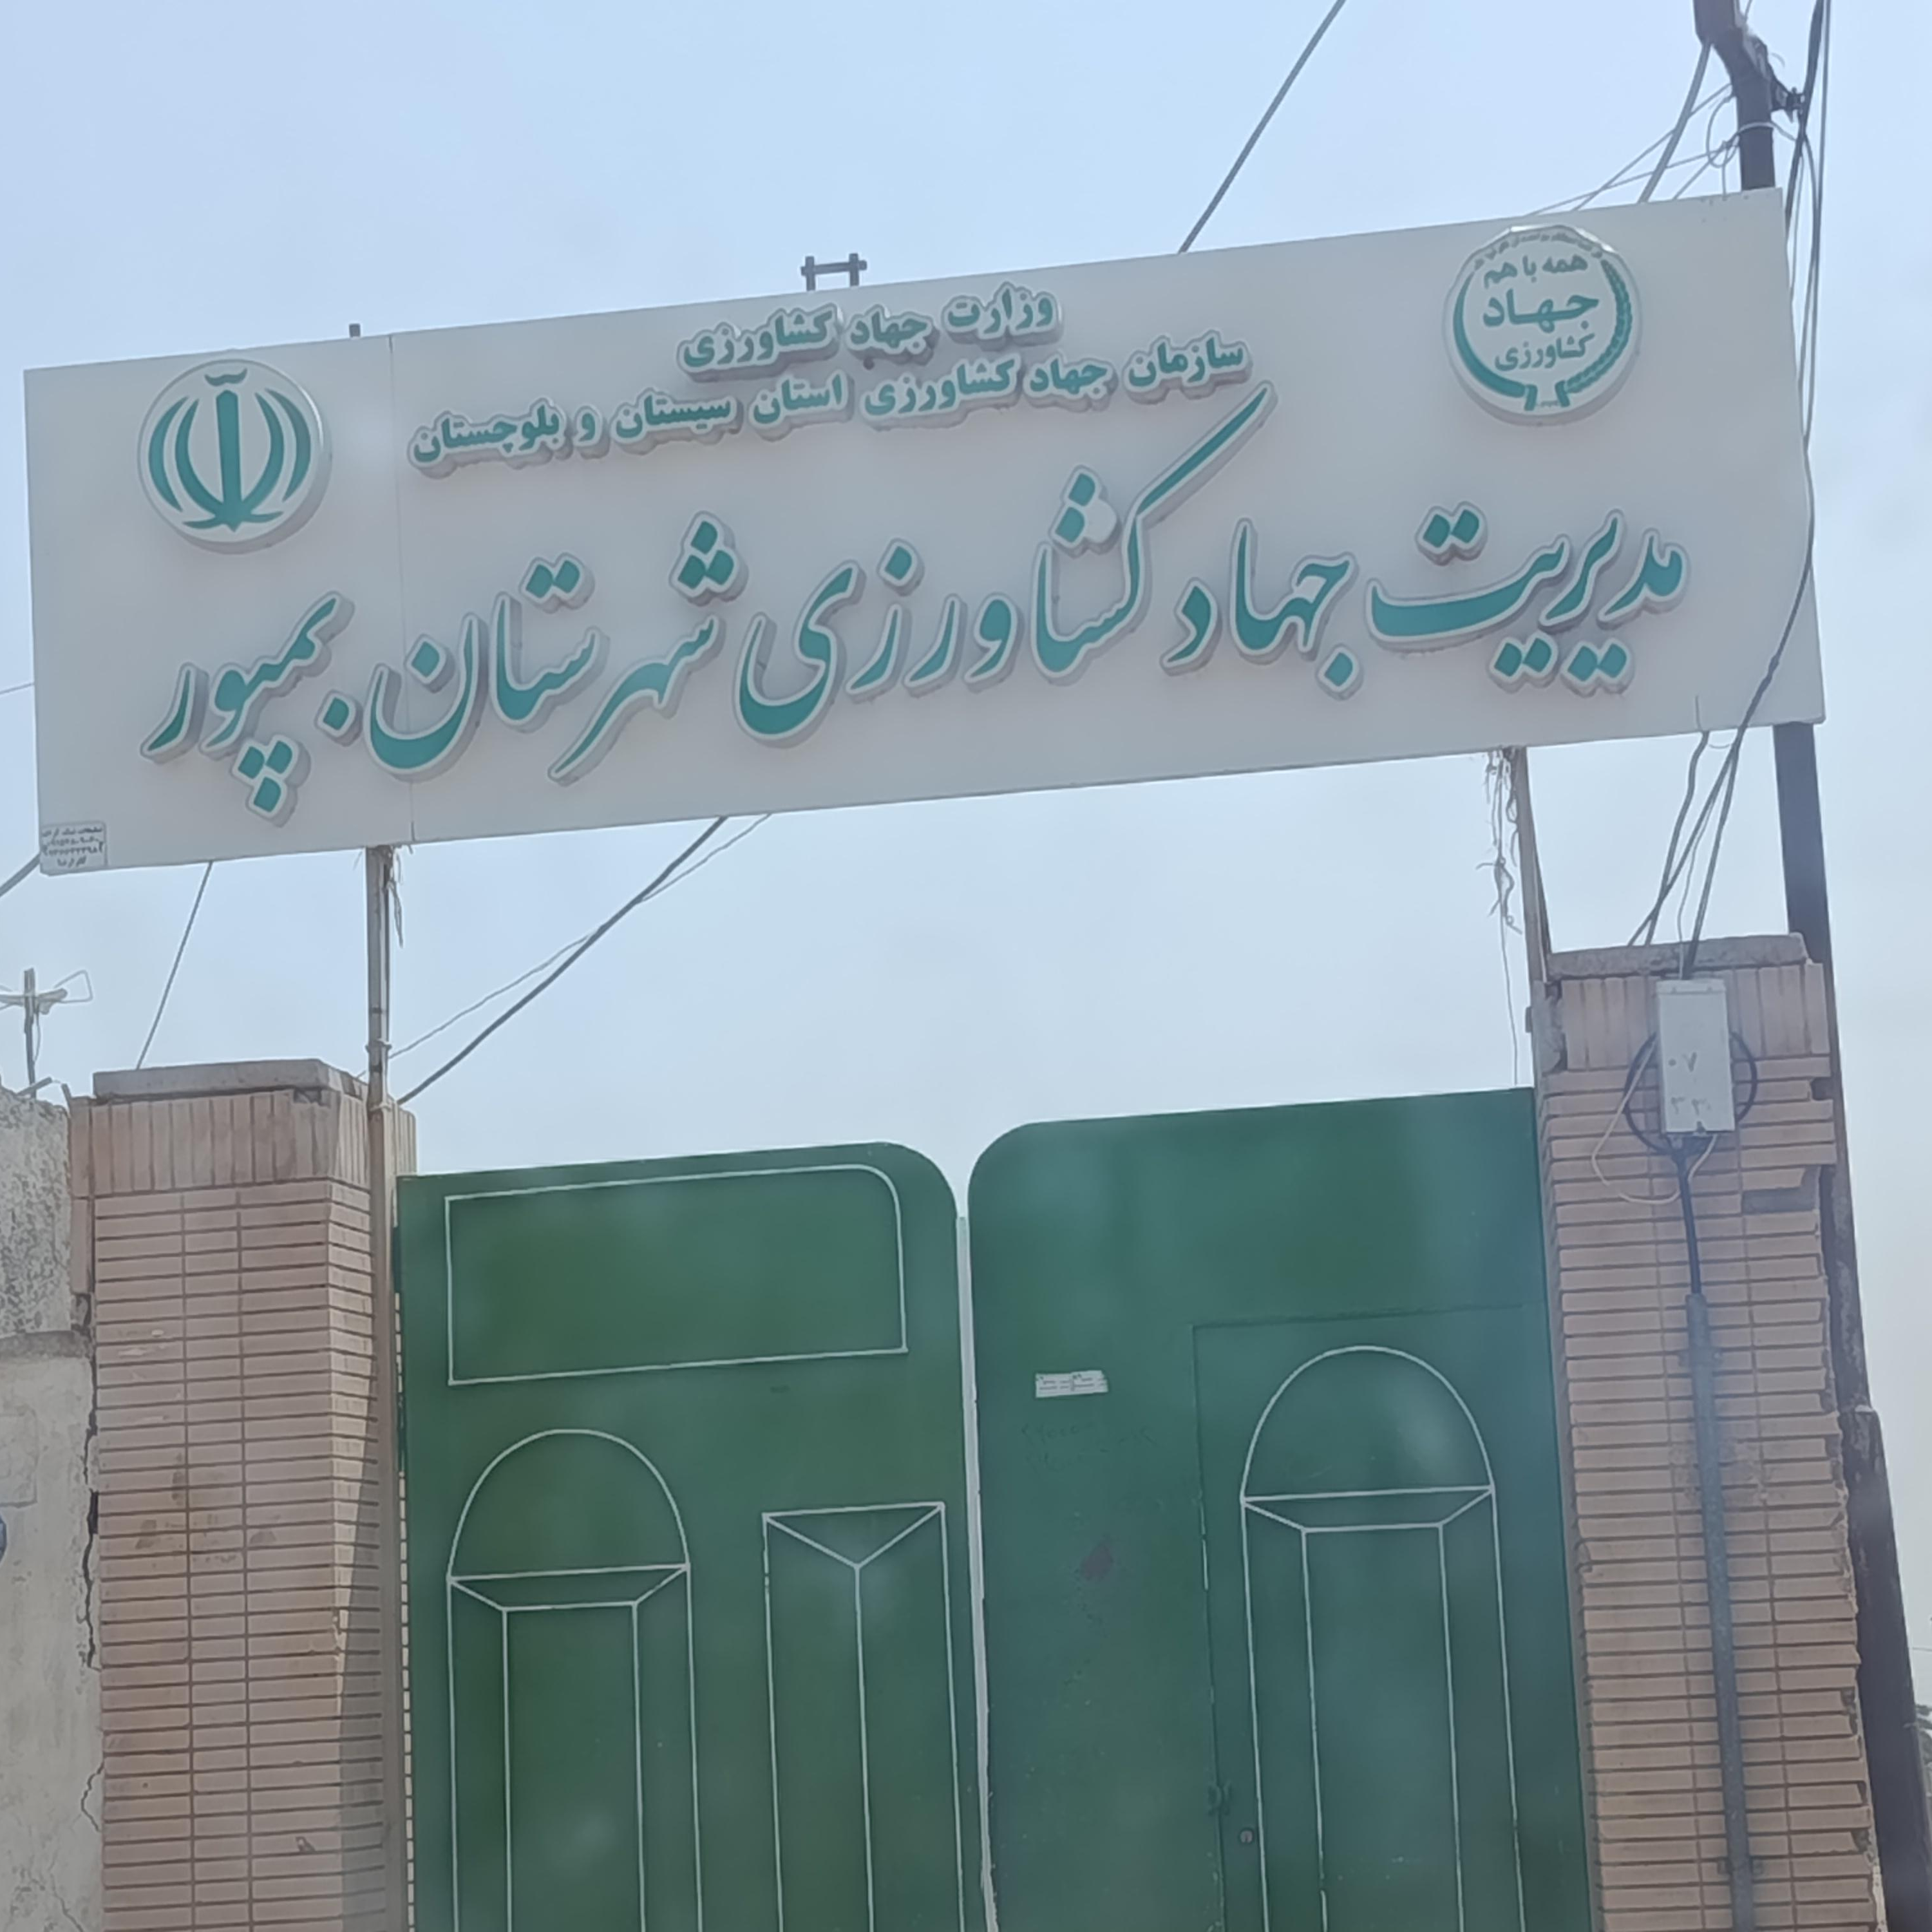 همه با هم
جهاد
کشاورزی
وزارت جهاد کشاورزی
سازمان جهاد کشاورزی استان سیستان و بلوچستان
مدیریت جهاد کشاورزی شهرستان بمپور